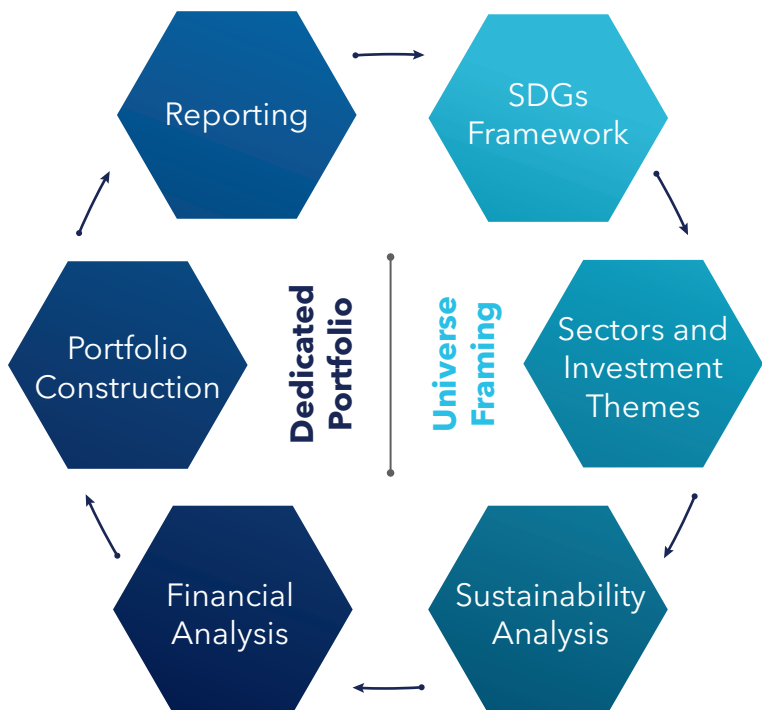 Reporting
SDGs
Framework
Sectors and
Investment
Themes
Sustainability
Analysis
Financial
Analysis
Portfolio
Construction
Dedicated
Portfolio
Universe
Framing